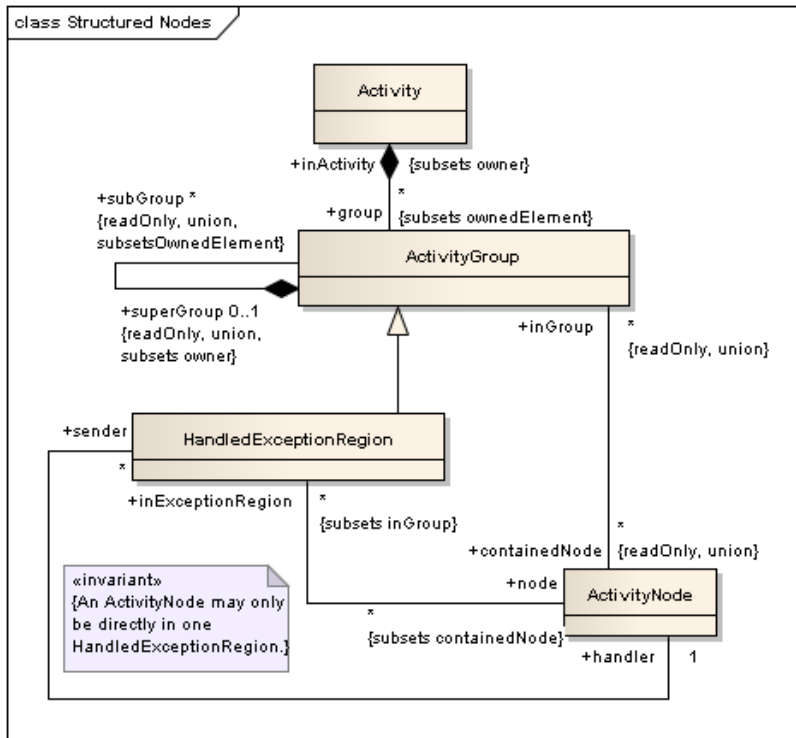 class Structured Nodes
Activity
+inActivity {subsets owner}
+subGroup *
{readOnly, union,
subsetsOwnedElement}
*
+group {subsets ownedElement}
ActivityGroup
+superGroup 0..1
{readOnly, union,
subsets owner}
+inGroup *
{readOnly, union}
+sender
*
HandledExceptionRegion
+inExceptionRegion *
{subsets inGroup}
*
+containedNode {readOnly, union}
«invariant»
{An ActivityNode may only
be directly in one
HandledExceptionRegion.}
+node
*
{subsets containedNode}
ActivityNode
+handler 1